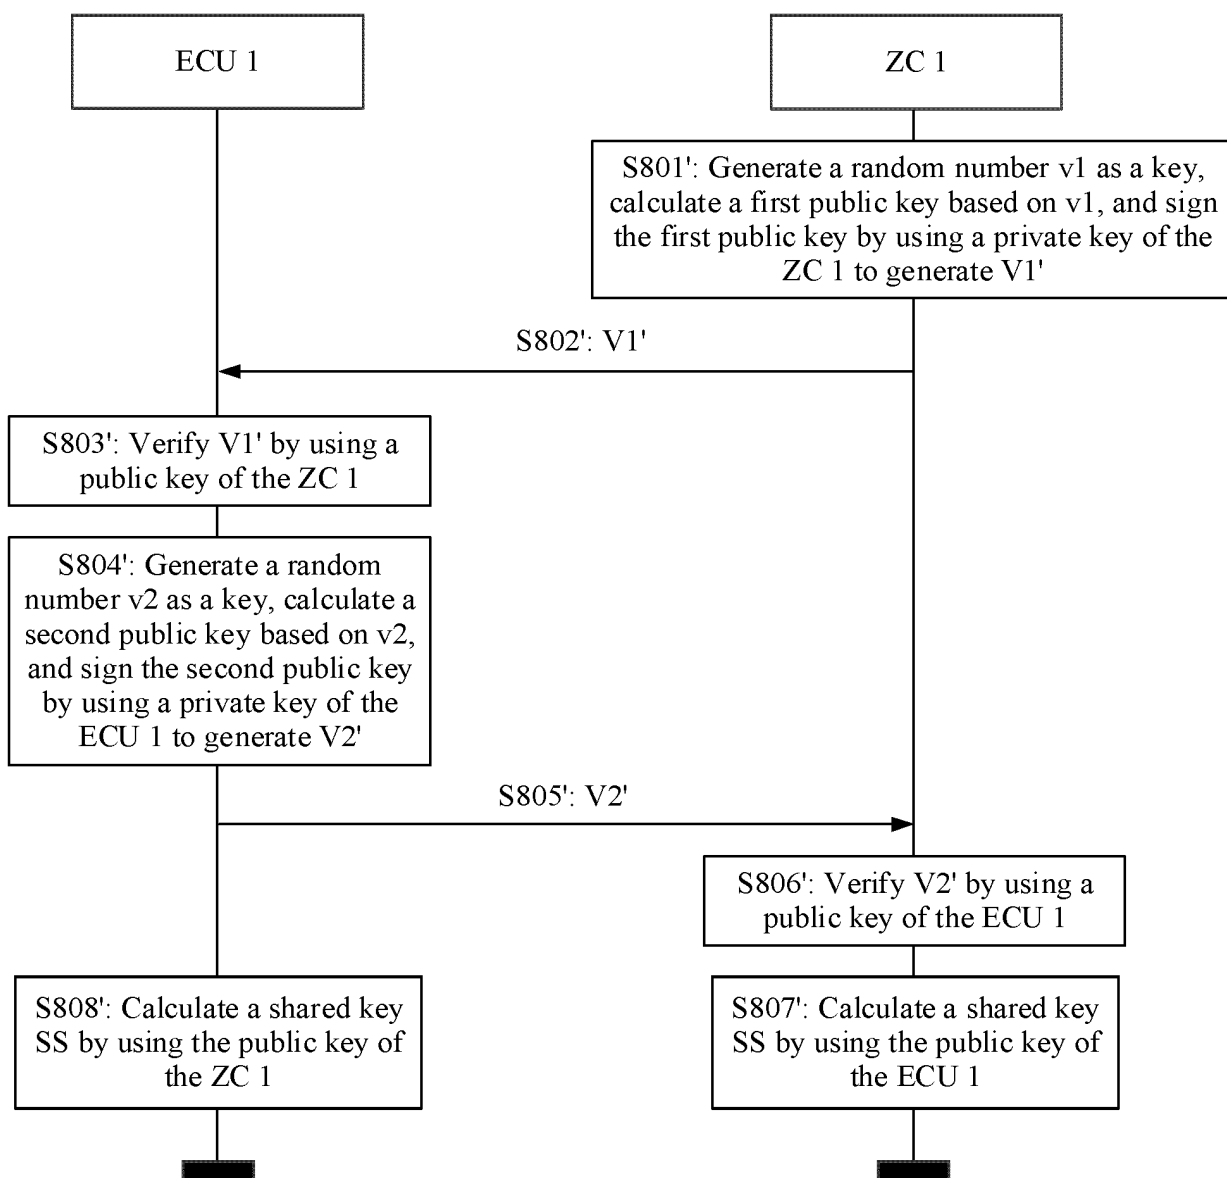 ECU 1
ZC 1
S801': Generate a random number v1 as a key,
calculate a first public key based on v1, and sign
the first public key by using a private key of the
ZC 1 to generate V1'
S802': V1'
S803': Verify V1' by using a
public key of the ZC 1
S804': Generate a random
number v2 as a key, calculate a
second public key based on v2,
and sign the second public key
by using a private key of the
ECU 1 to generate V2'
S805': V2'
S806': Verify V2' by using a
public key of the ECU 1
S808': Calculate a shared key
SS by using the public key of
the ZC 1
S807': Calculate a shared key
SS by using the public key of
the ECU 1